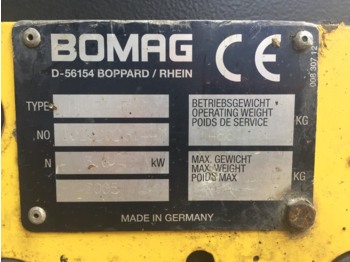 BOMAG
CE
D-56154 BOPPARD / RHEIN
TYPE
BETRIEBSGEWICHT
OPERATING WEIGHT
POIDS DE SERVICE
KG
NO
N
kW
MAX. GEWICHT
MAX. WEIGHT
POIDS MAX
KG
MADE IN GERMANY